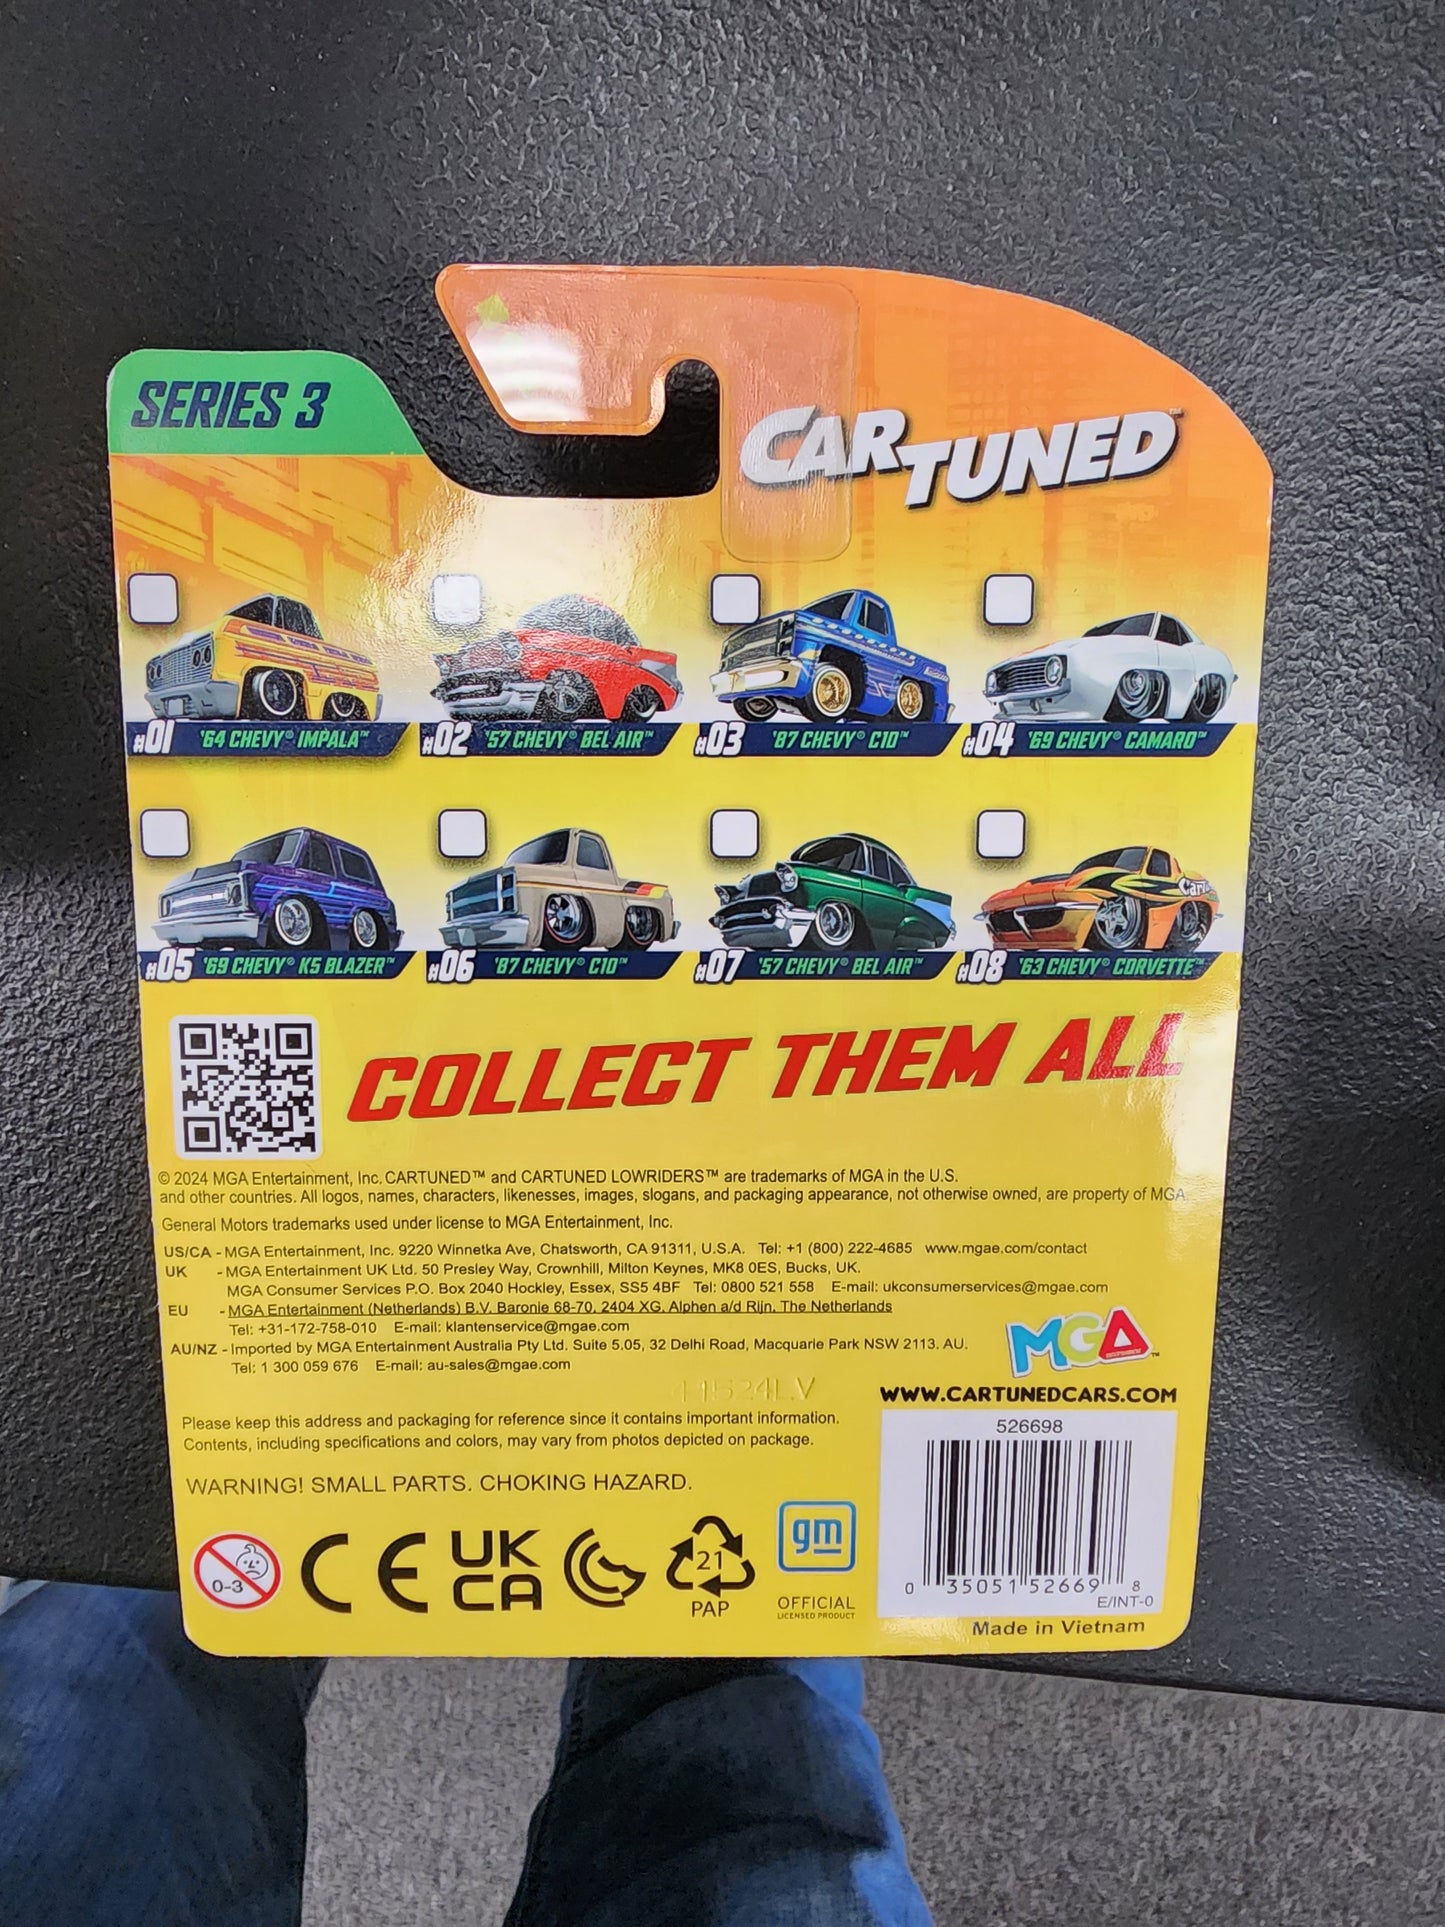 SERIES 3
CARTUNED™
#01 '64 CHEVY® IMPALA™
#02 '57 CHEVY® BEL AIR™
#03 '87 CHEVY® C10™
#04 '69 CHEVY® CAMARO™
#05 '69 CHEVY® K5 BLAZER™
#06 '87 CHEVY® C10™
#07 '57 CHEVY® BEL AIR™
#08 '63 CHEVY® CORVETTE™
COLLECT THEM ALL
© 2024 MGA Entertainment, Inc. CARTUNED™ and CARTUNED LOWRIDERS™ are trademarks of MGA in the U.S.
and other countries. All logos, names, characters, likenesses, images, slogans, and packaging appearance, not otherwise owned, are property of MGA
General Motors trademarks used under license to MGA Entertainment, Inc.
US/CA - MGA Entertainment, Inc. 9220 Winnetka Ave, Chatsworth, CA 91311, U.S.A. Tel: +1 (800) 222-4685 www.mgae.com/contact
UK - MGA Entertainment UK Ltd. 50 Presley Way, Crownhill, Milton Keynes, MK8 0ES, Bucks, UK.
MGA Consumer Services P.O. Box 2040 Hockley, Essex, SS5 4BF Tel: 0800 521 558 E-mail: ukconsumerservices@mgae.com
EU - MGA Entertainment (Netherlands) B.V. Baronie 68-70, 2404 XG, Alphen a/d Rijn, The Netherlands
Tel: +31-172-758-010 E-mail: klantenservice@mgae.com
AU/NZ - Imported by MGA Entertainment Australia Pty Ltd. Suite 5.05, 32 Delhi Road, Macquarie Park NSW 2113. AU.
Tel: 1 300 059 676 E-mail: au-sales@mgae.com
MGA™
11524LV
WWW.CARTUNEDCARS.COM
Please keep this address and packaging for reference since it contains important information.
Contents, including specifications and colors, may vary from photos depicted on package.
WARNING! SMALL PARTS. CHOKING HAZARD.
0-3
CE
UK
CA
21
PAP
gm
OFFICIAL
LICENSED PRODUCT
526698
0 35051 52669 8
E/INT-0
Made in Vietnam